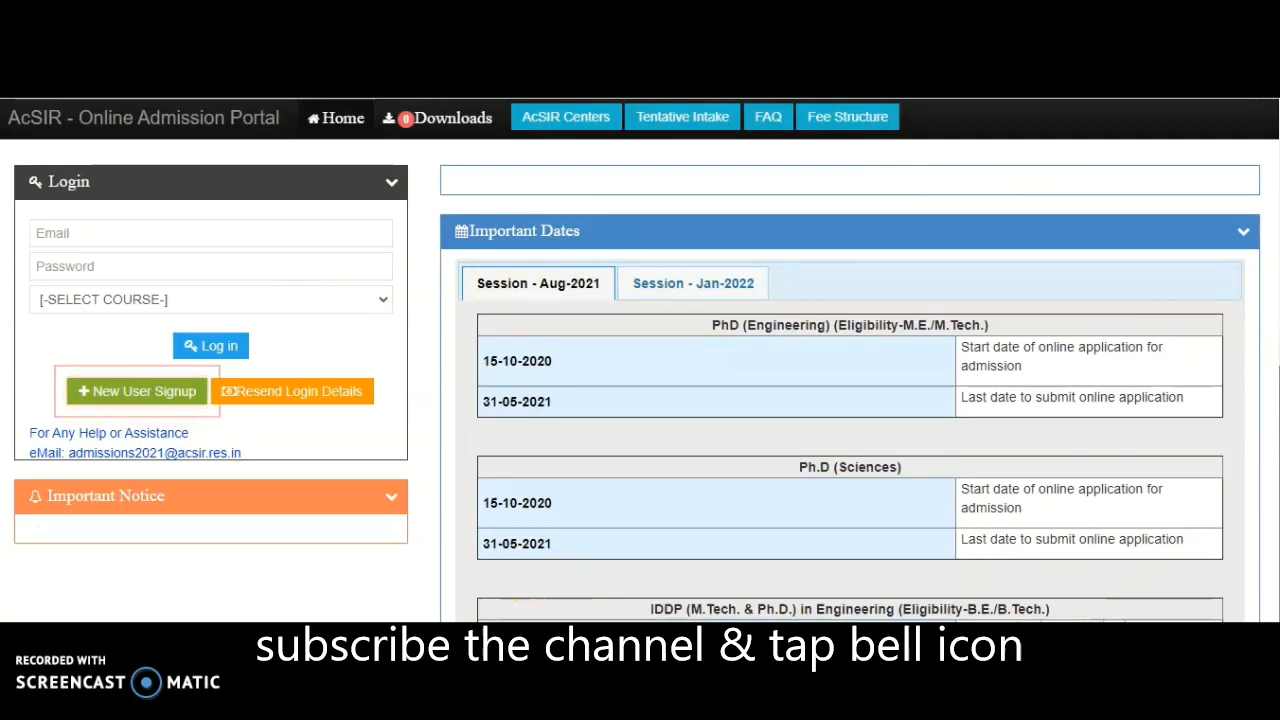 AcSIR - Online Admission Portal
Home
0
Downloads
AcSIR Centers
Tentative Intake
FAQ
Fee Structure
Login
Email
Password
[-SELECT COURSE-]
Log in
New User Signup
Resend Login Details
For Any Help or Assistance
eMail: admissions2021@acsir.res.in
Important Notice
Important Dates
Session - Aug-2021
Session - Jan-2022
PhD (Engineering) (Eligibility-M.E./M.Tech.)
15-10-2020
Start date of online application for
admission
31-05-2021
Last date to submit online application
Ph.D (Sciences)
15-10-2020
Start date of online application for
admission
31-05-2021
Last date to submit online application
IDDP (M.Tech. & Ph.D.) in Engineering (Eligibility-B.E./B.Tech.)
subscribe the channel & tap bell icon
RECORDED WITH
SCREENCAST MATIC